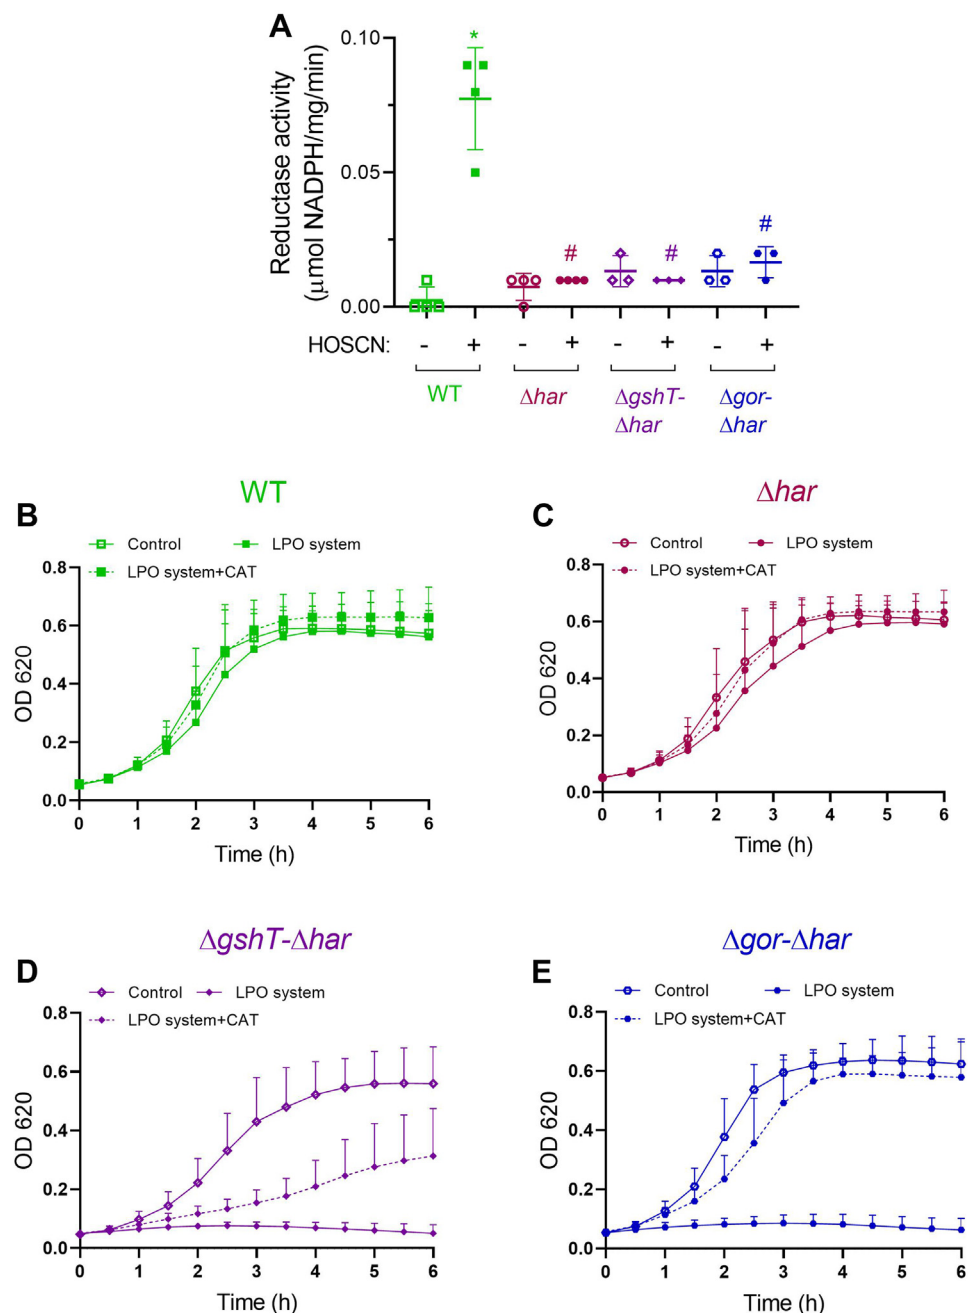 A
Reductase activity
(μmol NADPH/mg/min)
0.10
0.05
0.00
*
#
#
#
HOSCN:
- + - + - + - +
WT
Δhar
ΔgshT-
Δhar
Δgor-
Δhar
B
WT
Control
LPO system
LPO system+CAT
OD 620
0.8
0.6
0.4
0.2
0.0
0 1 2 3 4 5 6
Time (h)
C
Δhar
Control
LPO system
LPO system+CAT
OD 620
0.8
0.6
0.4
0.2
0.0
0 1 2 3 4 5 6
Time (h)
D
ΔgshT-Δhar
Control
LPO system
LPO system+CAT
OD 620
0.8
0.6
0.4
0.2
0.0
0 1 2 3 4 5 6
Time (h)
E
Δgor-Δhar
Control
LPO system
LPO system+CAT
OD 620
0.8
0.6
0.4
0.2
0.0
0 1 2 3 4 5 6
Time (h)